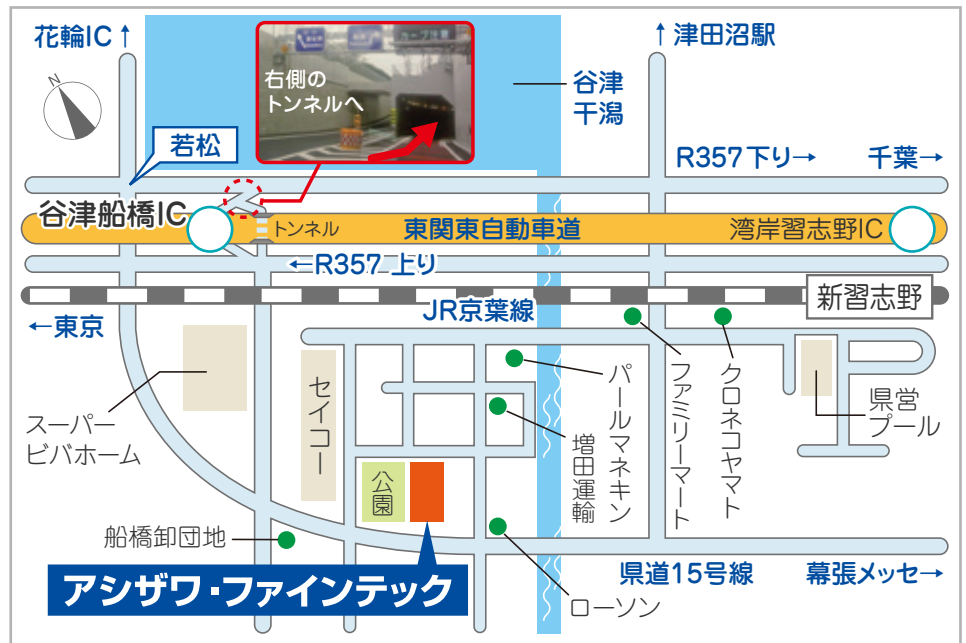 花輪IC↑
↑津田沼駅
N
右側の
トンネルへ
谷津
干潟
若松
R357下り→
千葉→
谷津船橋IC
トンネル
東関東自動車道
湾岸習志野IC
←R357 上り
新習志野
JR京葉線
←東京
スーパー
ビバホーム
セイコー
パールマネキン
増田運輸
ファミリーマート
クロネコヤマト
県営
プール
公園
船橋卸団地
アシザワ・ファインテック
県道15号線
幕張メッセ→
ローソン